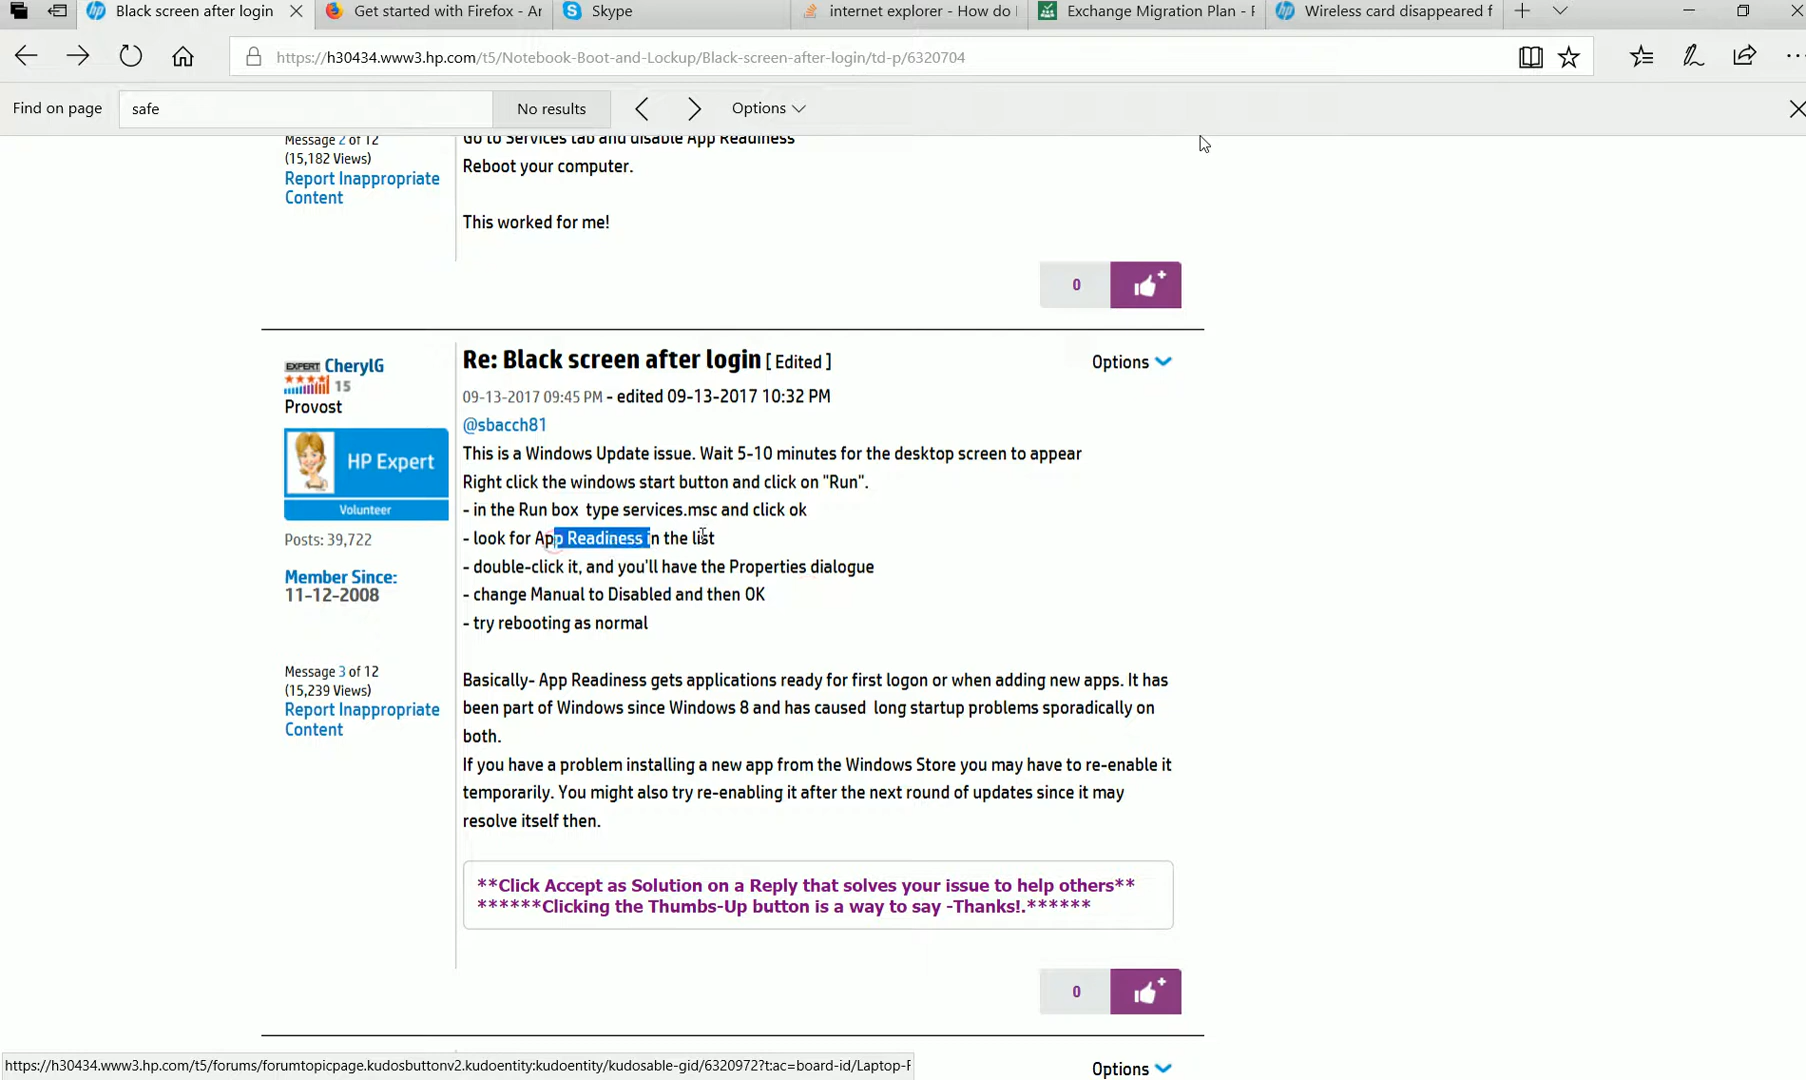 Black screen after login
Get started with Firefox - Ar
Skype
internet explorer - How do I
Exchange Migration Plan - F
Wireless card disappeared f
https://h30434.www3.hp.com/t5/Notebook-Boot-and-Lockup/Black-screen-after-login/td-p/6320704
Find on page
safe
No results
Options
Message 2 of 12
(15,182 Views)
Report Inappropriate
Content
Go to Services tab and disable App Readiness
Reboot your computer.
This worked for me!
0
EXPERT CherylG
15
Provost
HP Expert
Volunteer
Posts: 39,722
Member Since:
11-12-2008
Message 3 of 12
(15,239 Views)
Report Inappropriate
Content
Re: Black screen after login [ Edited ]
Options
09-13-2017 09:45 PM - edited 09-13-2017 10:32 PM
@sbacch81
This is a Windows Update issue. Wait 5-10 minutes for the desktop screen to appear
Right click the windows start button and click on "Run".
- in the Run box type services.msc and click ok
- look for App Readiness in the list
- double-click it, and you'll have the Properties dialogue
- change Manual to Disabled and then OK
- try rebooting as normal
Basically- App Readiness gets applications ready for first logon or when adding new apps. It has
been part of Windows since Windows 8 and has caused long startup problems sporadically on
both.
If you have a problem installing a new app from the Windows Store you may have to re-enable it
temporarily. You might also try re-enabling it after the next round of updates since it may
resolve itself then.
**Click Accept as Solution on a Reply that solves your issue to help others**
******Clicking the Thumbs-Up button is a way to say -Thanks!.******
0
https://h30434.www3.hp.com/t5/forums/forumtopicpage.kudosbuttonv2.kudoentity:kudoentity/kudosable-gid/6320972?t:ac=board-id/Laptop-F
Options